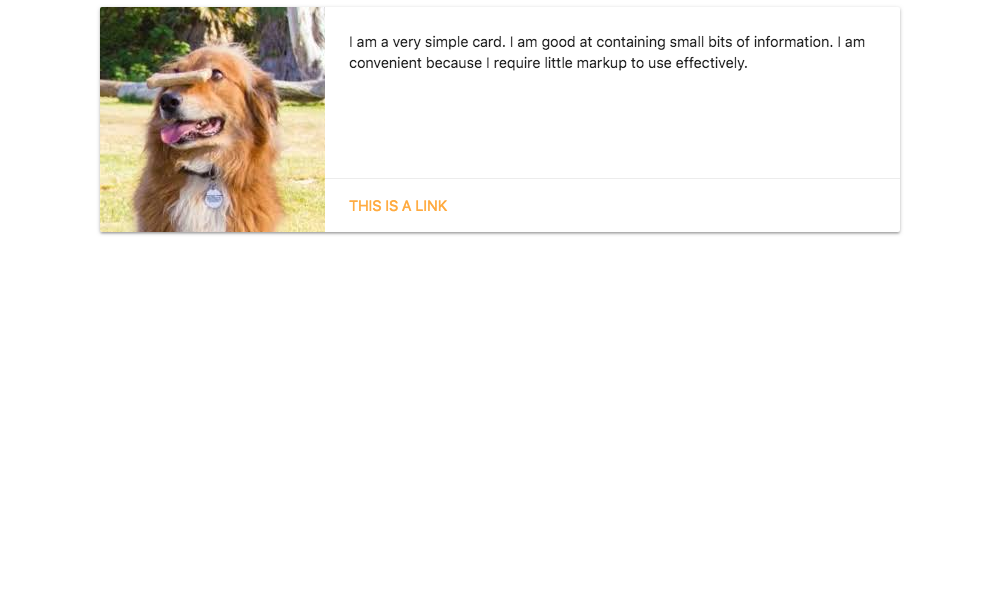 I am a very simple card. I am good at containing small bits of information. I am
convenient because I require little markup to use effectively.
THIS IS A LINK